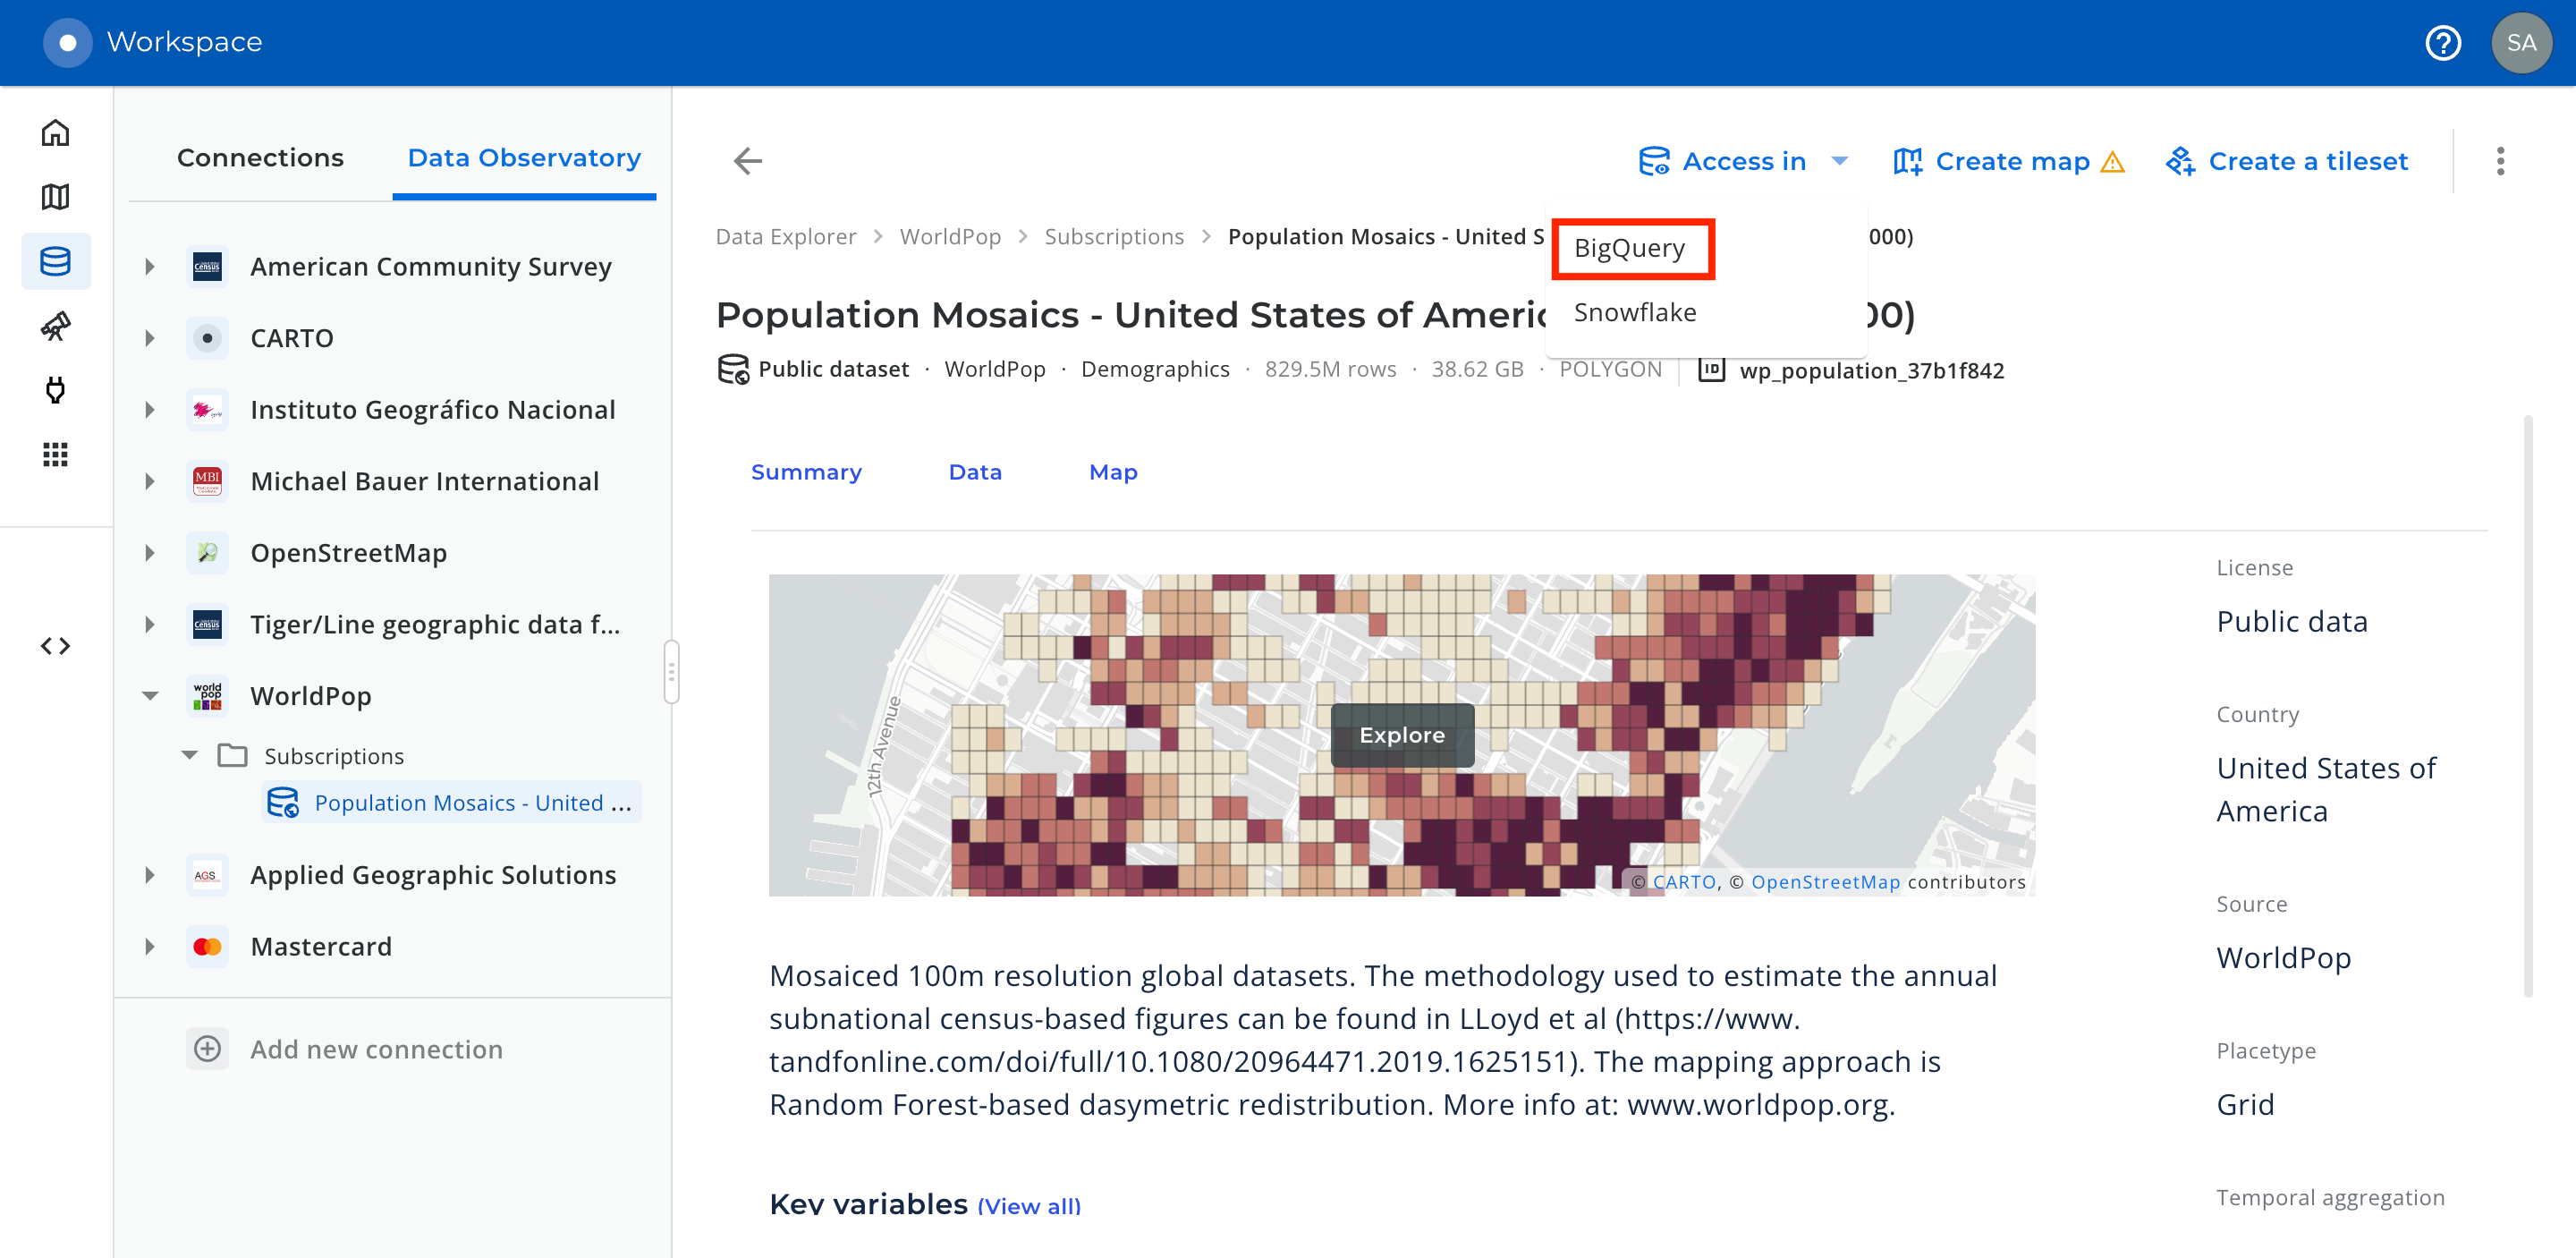 Workspace
SA
Connections
Data Observatory
American Community Survey
CARTO
Instituto Geográfico Nacional
Michael Bauer International
OpenStreetMap
Tiger/Line geographic data f...
WorldPop
Subscriptions
Population Mosaics - United ...
Applied Geographic Solutions
Mastercard
Add new connection
Access in
Create map
Create a tileset
Data Explorer > WorldPop > Subscriptions > Population Mosaics - United S
000)
BigQuery
Snowflake
Population Mosaics - United States of Americ
00)
Public dataset · WorldPop · Demographics · 829.5M rows · 38.62 GB · POLYGON
ID wp_population_37b1f842
Summary
Data
Map
12th Avenue
Explore
© CARTO, © OpenStreetMap contributors
Mosaiced 100m resolution global datasets. The methodology used to estimate the annual
subnational census-based figures can be found in LLoyd et al (https://www.
tandfonline.com/doi/full/10.1080/20964471.2019.1625151). The mapping approach is
Random Forest-based dasymetric redistribution. More info at: www.worldpop.org.
Key variables (View all)
License
Public data
Country
United States of
America
Source
WorldPop
Placetype
Grid
Temporal aggregation